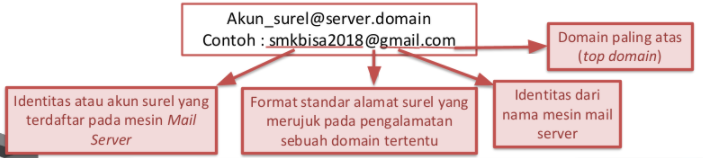 Akun_surel@server.domain
Contoh : smkbisa2018@gmail.com
Domain paling atas
(top domain)
Identitas atau akun surel yang
terdaftar pada mesin Mail
Server
Format standar alamat surel yang
merujuk pada pengalamatan
sebuah domain tertentu
Identitas dari
nama mesin mail
server